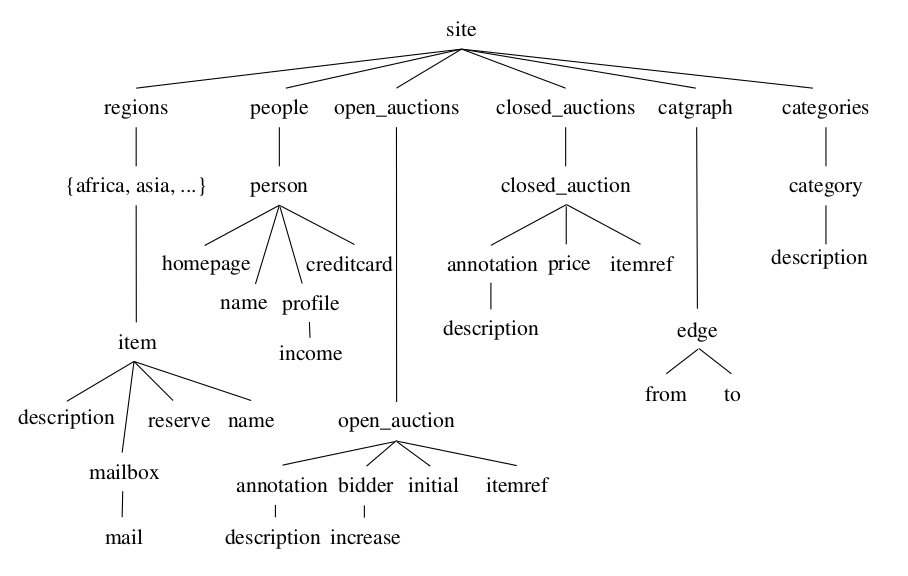 site
regions people open_auctions closed_auctions catgraph categories
{africa, asia, ...} person closed_auction category
homepage creditcard annotation price itemref description
name profile
description edge
item income
from to
description reserve name open_auction
mailbox annotation bidder initial itemref
mail description increase